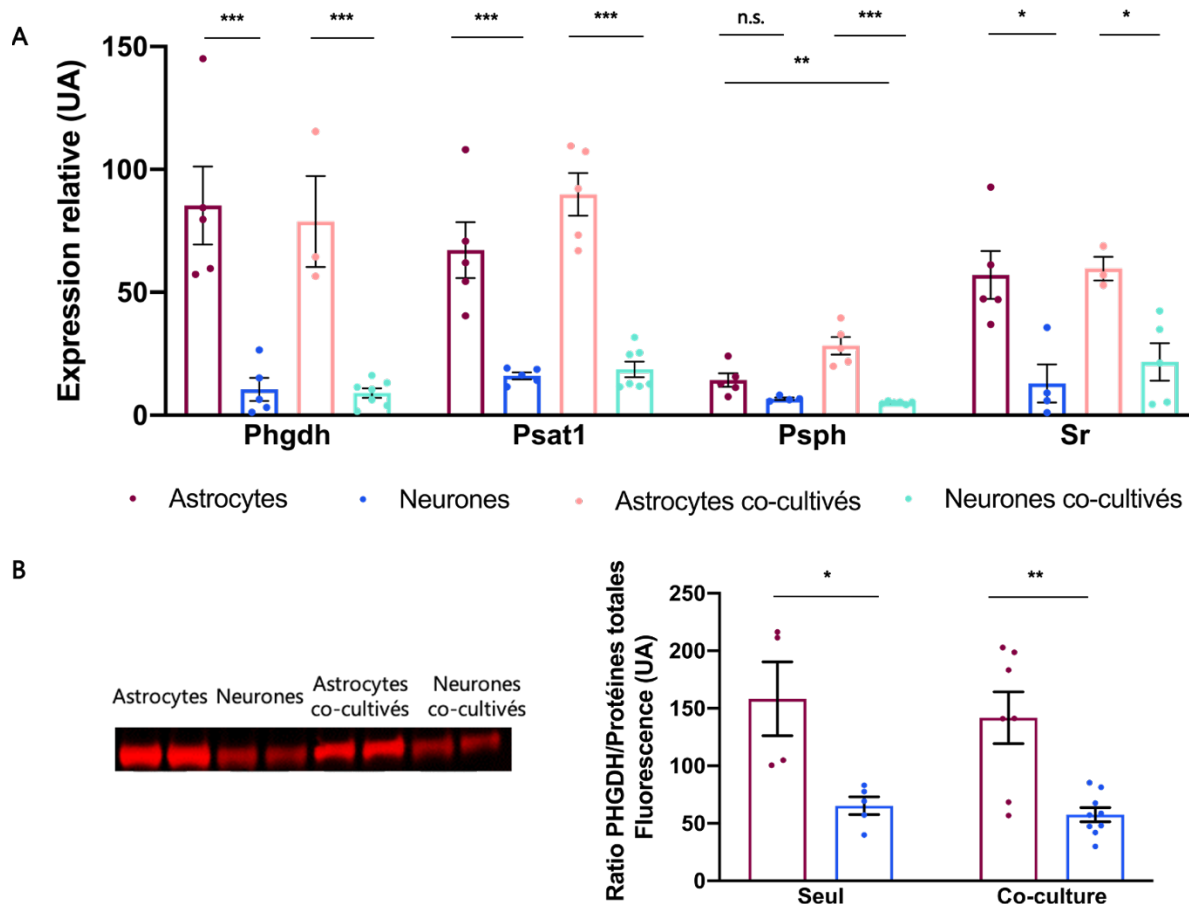 A
*** *** *** *** n.s. *** * *
**
Expression relative (UA)
150
100
50
0
Phgdh Psat1 Psph Sr
Astrocytes Neurones Astrocytes co-cultivés Neurones co-cultivés
B
Astrocytes Neurones Astrocytes co-cultivés Neurones co-cultivés
Ratio PHGDH/Protéines totales
Fluorescence (UA)
* **
250
200
150
100
50
0
Seul Co-culture